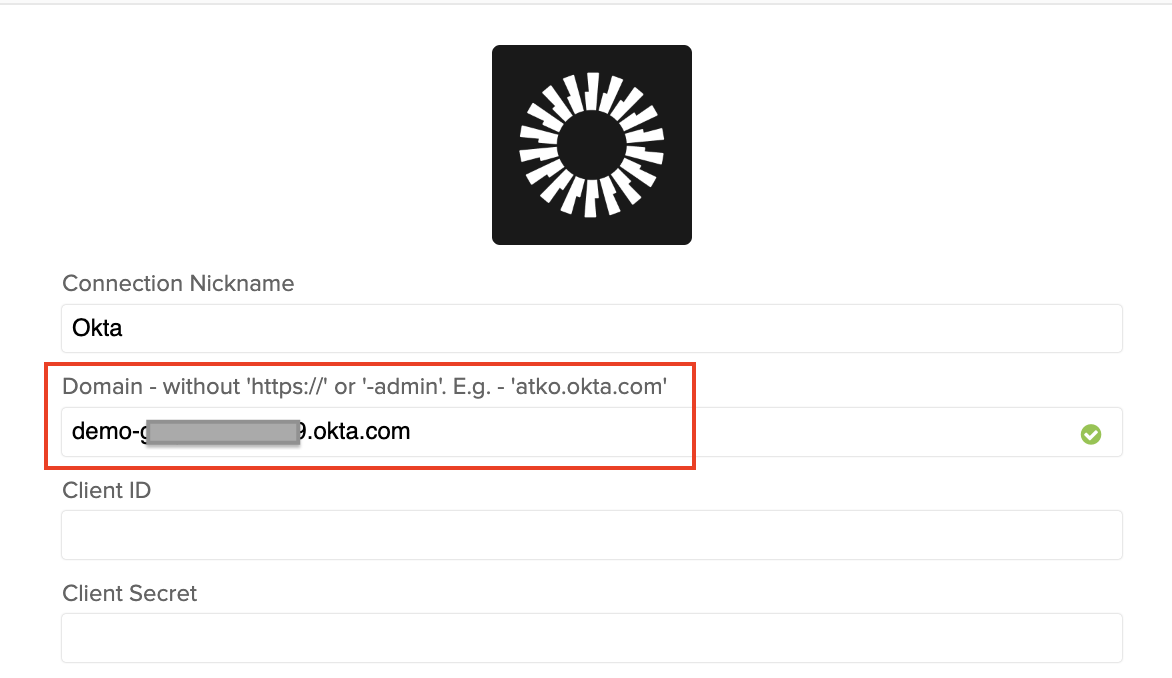 Connection Nickname
Okta
Domain - without 'https://' or '-admin'. E.g. - 'atko.okta.com'
demo-g 9.okta.com
Client ID
Client Secret